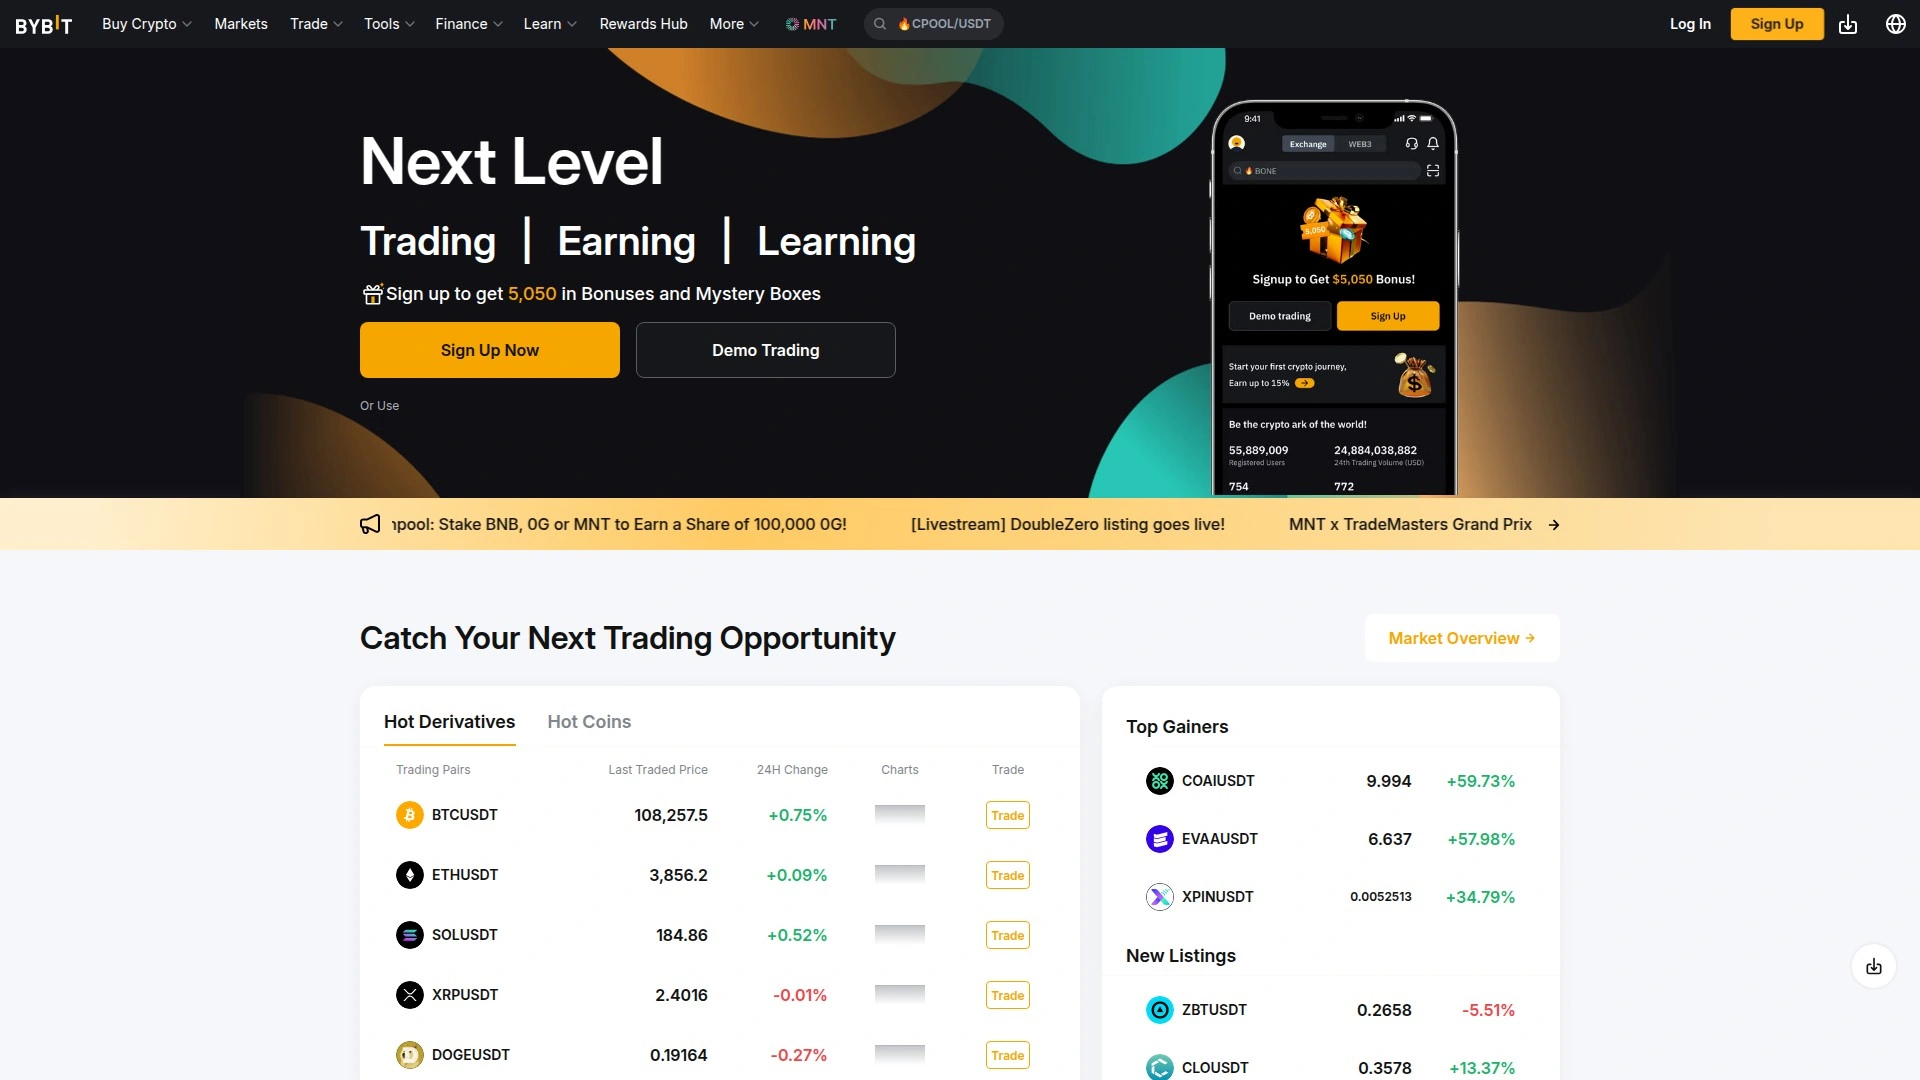 BYBIT Buy Crypto Markets Trade Tools Finance Learn Rewards Hub More MNT 🔥CPOOL/USDT Log In Sign Up
Next Level
Trading | Earning | Learning
Sign up to get 5,050 in Bonuses and Mystery Boxes
Sign Up Now Demo Trading
Or Use
9:41
Exchange WEB3
🔥 BONE
5,050
Signup to Get $5,050 Bonus!
Demo trading Sign Up
Start your first crypto journey,
Earn up to 15%
Be the crypto ark of the world!
55,889,009 24,884,038,882
Registered Users 24th Trading Volume (USD)
754 772
npool: Stake BNB, 0G or MNT to Earn a Share of 100,000 0G! [Livestream] DoubleZero listing goes live! MNT x TradeMasters Grand Prix
Catch Your Next Trading Opportunity
Market Overview
Hot Derivatives Hot Coins
Trading Pairs Last Traded Price 24H Change Charts Trade
BTCUSDT 108,257.5 +0.75% Trade
ETHUSDT 3,856.2 +0.09% Trade
SOLUSDT 184.86 +0.52% Trade
XRPUSDT 2.4016 -0.01% Trade
DOGEUSDT 0.19164 -0.27% Trade
Top Gainers
COAIUSDT 9.994 +59.73%
EVAAUSDT 6.637 +57.98%
XPINUSDT 0.0052513 +34.79%
New Listings
ZBTUSDT 0.2658 -5.51%
CLOUSDT 0.3578 +13.37%